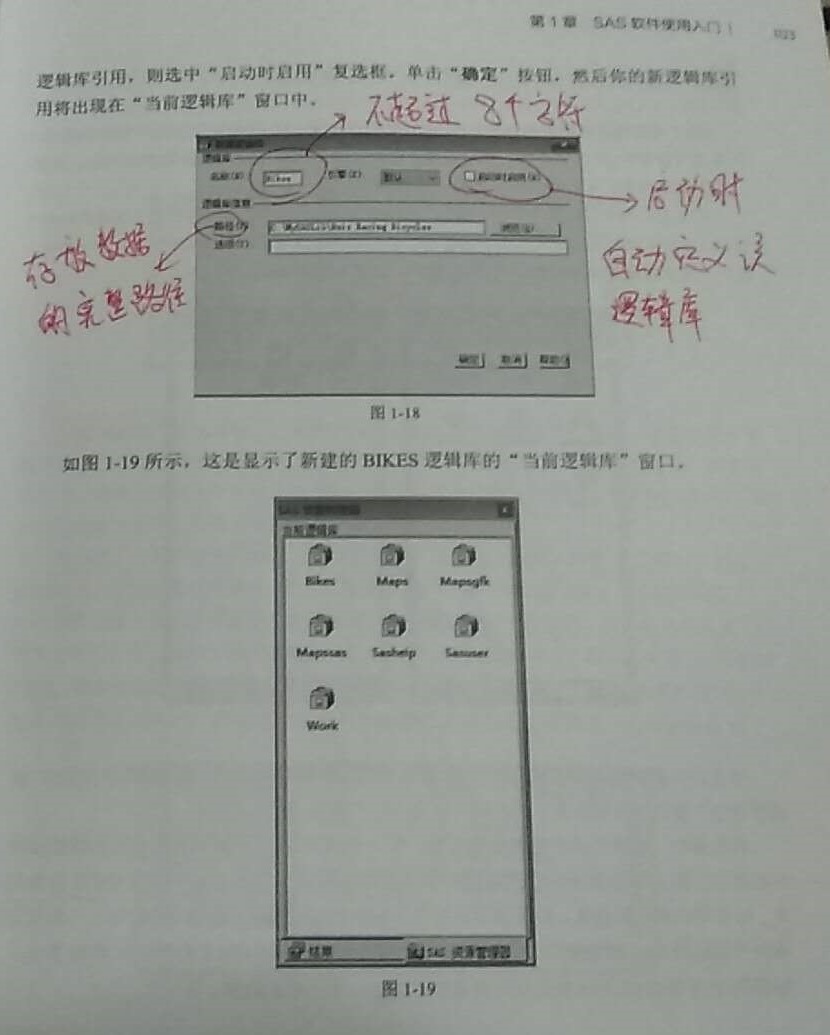 第 1 章 SAS 软件使用入门 | 023
逻辑库引用，则选中“启动时启用”复选框。单击“确定”按钮，然后你的新逻辑库引
用将出现在“当前逻辑库”窗口中。
不超过 8个字符
逻辑库
名称(N) Bikes 引擎(E) 默认 启动时启用(A)
启动时
自动定义该
逻辑库
逻辑库信息
路径(P) Racing Bicycles
选项(O)
存放数据
的完整路径
确定 取消 帮助
图 1-18
如图 1-19 所示，这是显示了新建的 BIKES 逻辑库的“当前逻辑库”窗口。
SAS 资源管理器
当前逻辑库
Bikes Maps Mapsgfk
Mapssas Sashelp Sasuser
Work
结果 SAS 资源管理器
图 1-19